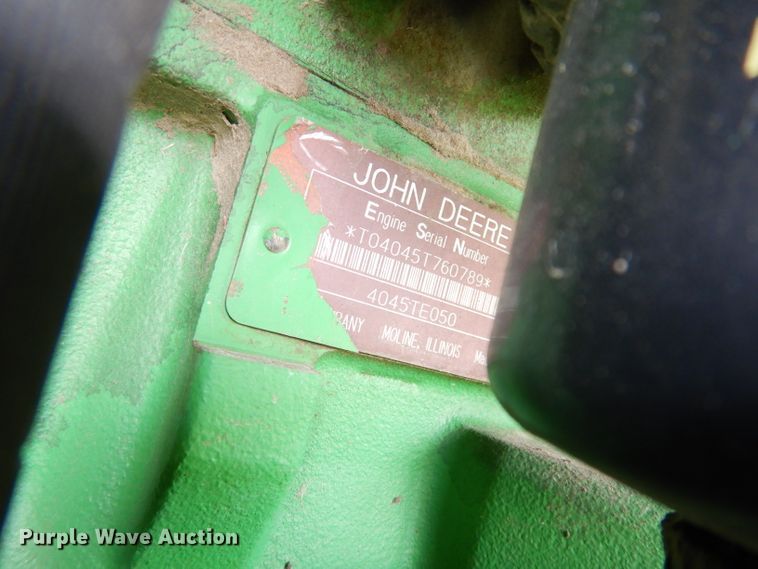 JOHN DEERE
Engine Serial Number
*T04045T760789*
4045TE050
MOLINE, ILLINOIS
Purple Wave Auction